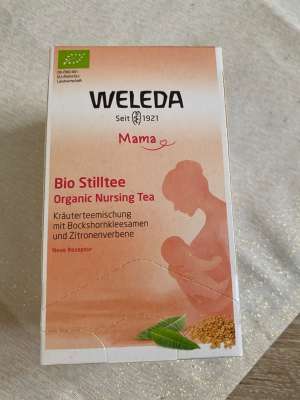 WELEDA
Seit 1921
Mama
Bio Stilltee
Organic Nursing Tea
Kräuterteemischung
mit Bockshornkleesamen
und Zitronenverbene
Neue Rezeptur